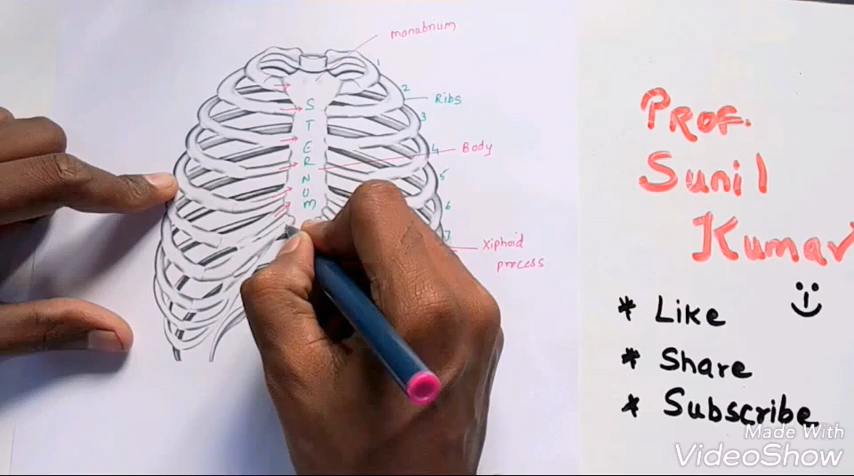 manabrium
1
2
Ribs
3
4
Body
5
6
7
Xiphoid
process
S
T
E
R
N
U
m
PROF.
Sunil
Kumar
* Like
* Share
* Subscribe
Made With
VideoShow